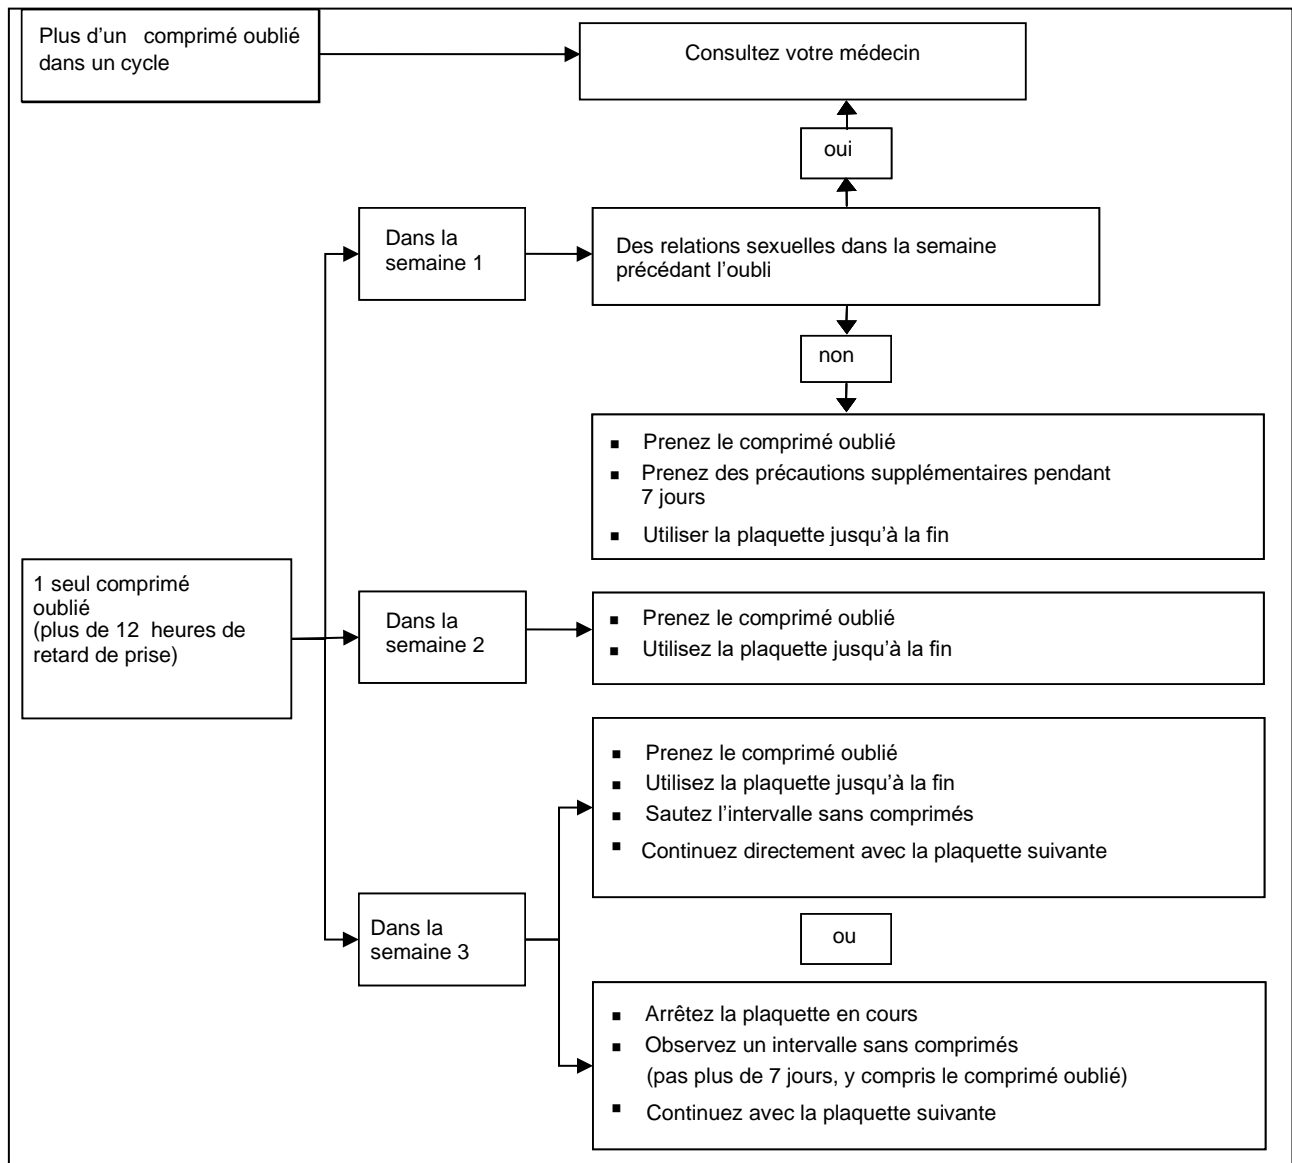 Plus d'un comprimé oublié
dans un cycle
Consultez votre médecin
oui
Dans la
semaine 1
Des relations sexuelles dans la semaine
précédant l'oubli
non
▪ Prenez le comprimé oublié
▪ Prenez des précautions supplémentaires pendant
7 jours
▪ Utiliser la plaquette jusqu'à la fin
1 seul comprimé
oublié
(plus de 12 heures de
retard de prise)
Dans la
semaine 2
▪ Prenez le comprimé oublié
▪ Utilisez la plaquette jusqu'à la fin
▪ Prenez le comprimé oublié
▪ Utilisez la plaquette jusqu'à la fin
▪ Sautez l'intervalle sans comprimés
▪ Continuez directement avec la plaquette suivante
Dans la
semaine 3
ou
▪ Arrêtez la plaquette en cours
▪ Observez un intervalle sans comprimés
(pas plus de 7 jours, y compris le comprimé oublié)
▪ Continuez avec la plaquette suivante